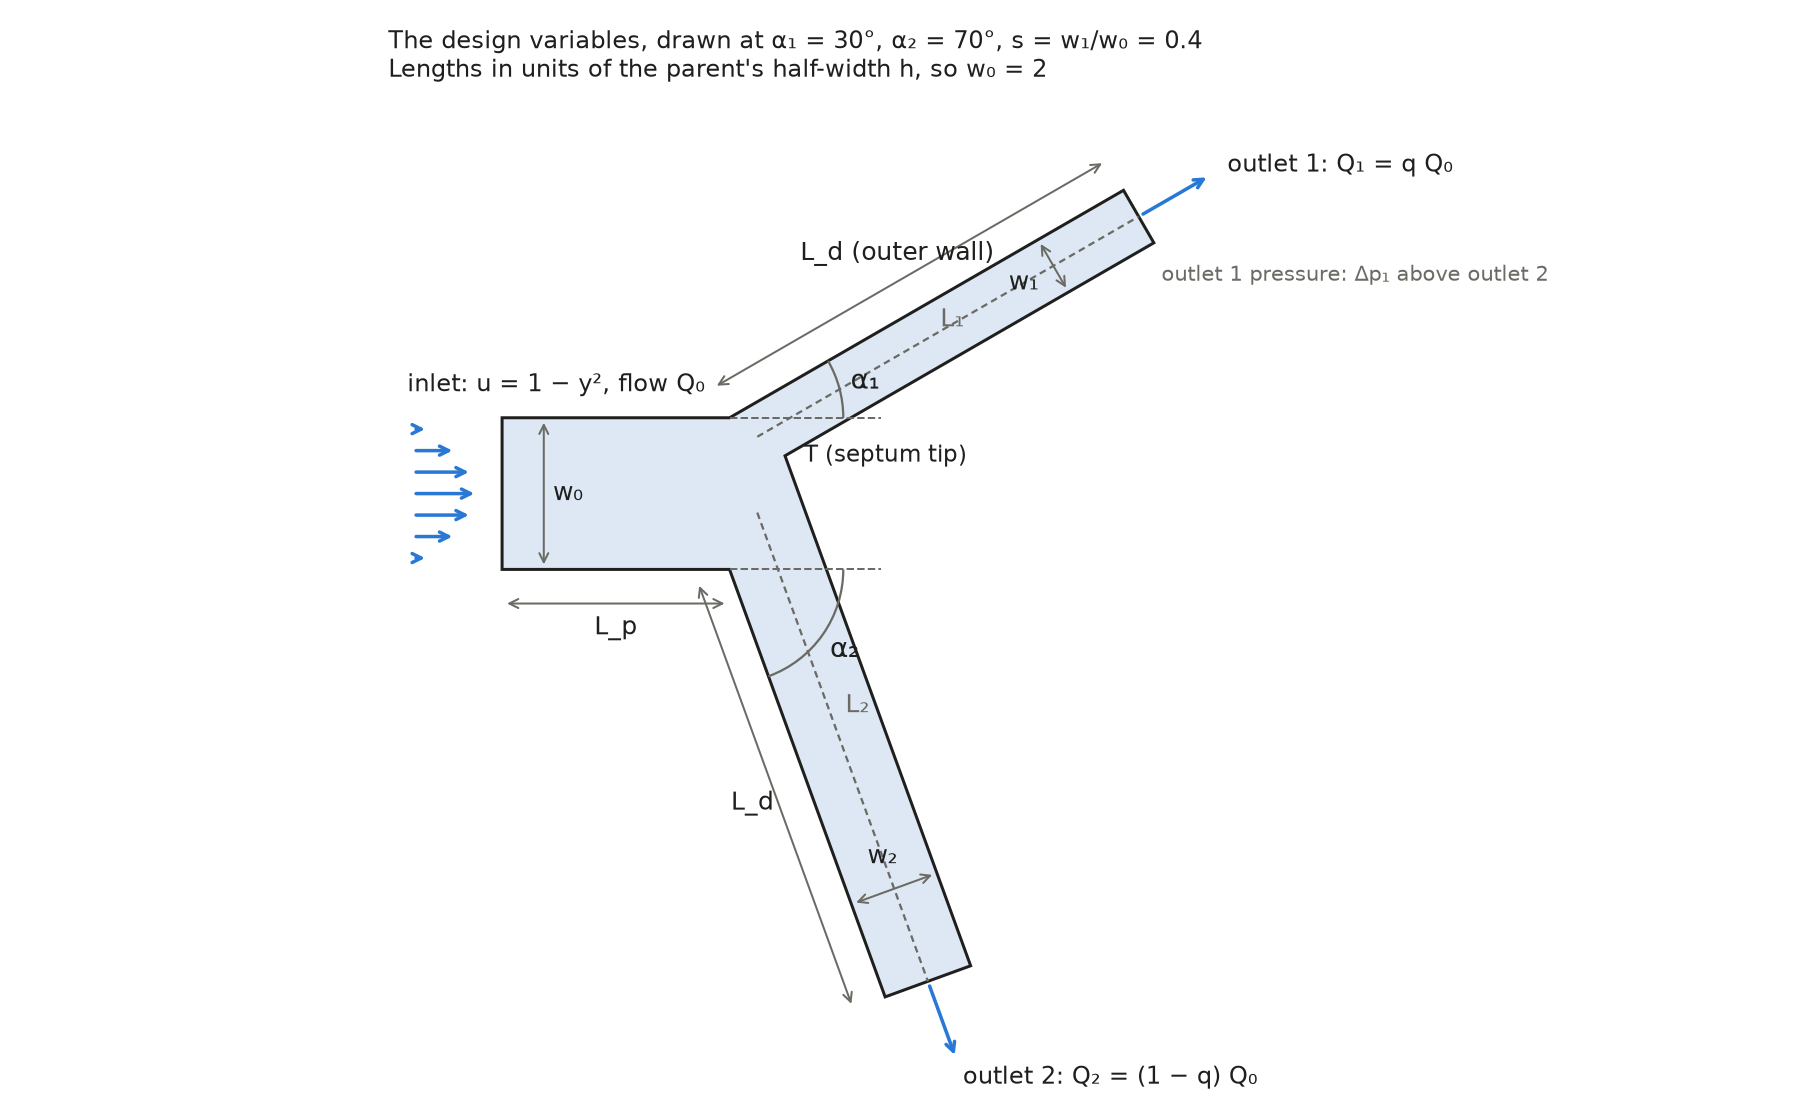 The design variables, drawn at α₁ = 30°, α₂ = 70°, s = w₁/w₀ = 0.4
Lengths in units of the parent's half-width h, so w₀ = 2
outlet 1: Q₁ = q Q₀
L_d (outer wall)
outlet 1 pressure: Δp₁ above outlet 2
w₁
L₁
inlet: u = 1 − y², flow Q₀
α₁
T (septum tip)
w₀
L_p
α₂
L₂
L_d
w₂
outlet 2: Q₂ = (1 − q) Q₀